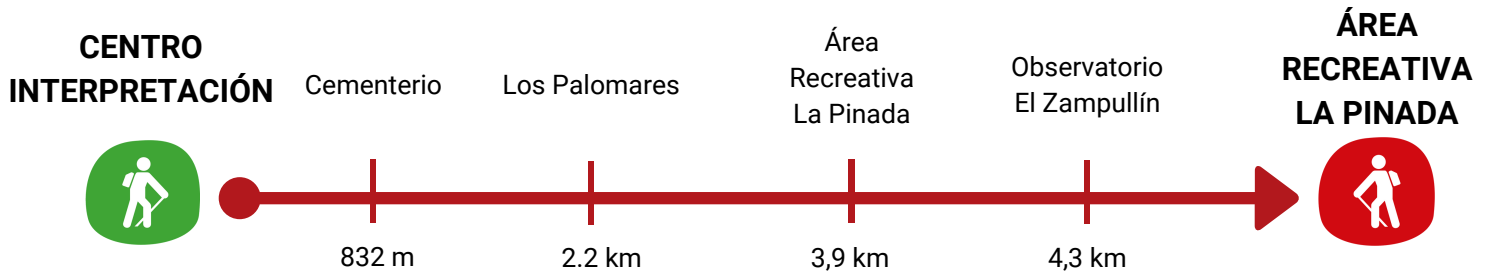 CENTRO
INTERPRETACIÓN
Cementerio
Los Palomares
Área
Recreativa
La Pinada
Observatorio
El Zampullín
ÁREA
RECREATIVA
LA PINADA
832 m
2.2 km
3,9 km
4,3 km